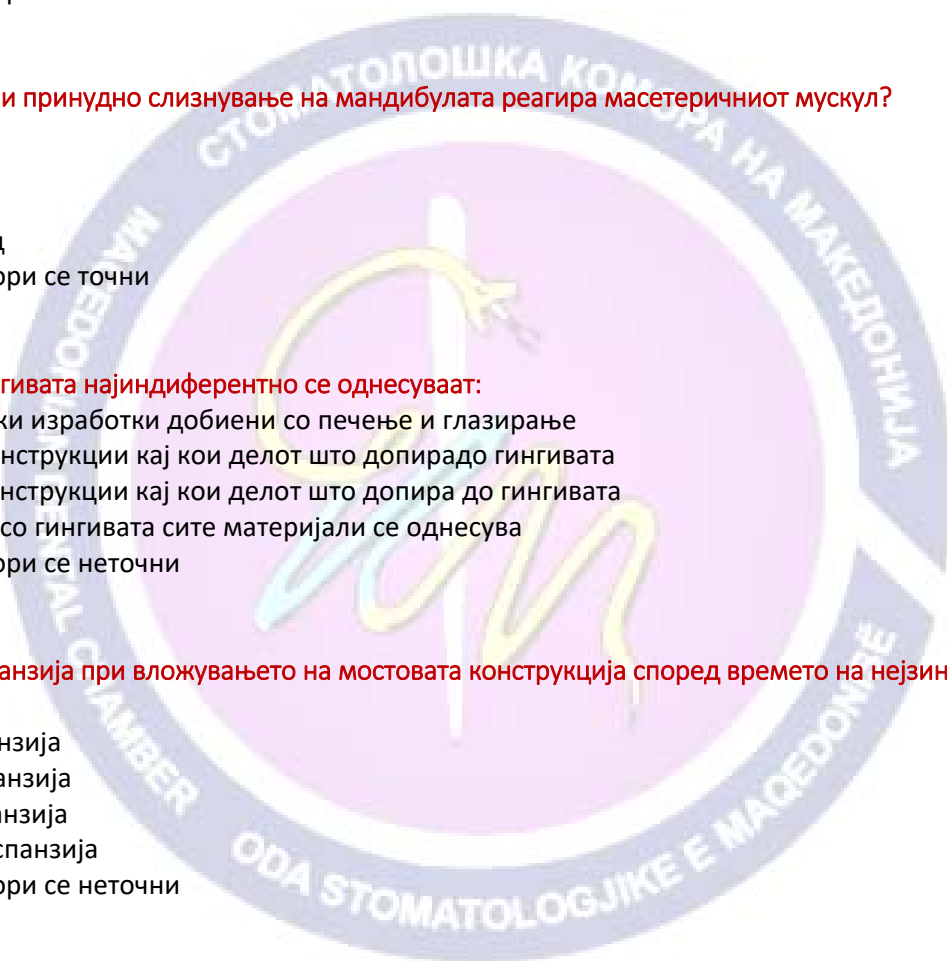 и принудно слизнување на мандибулата реагира масетеричниот мускул?
д
ори се точни
гивата најиндиферентно се однесуваат:
ки изработки добиени со печење и глазирање
нструкции кај кои делот што допирадо гингивата
нструкции кај кои делот што допира до гингивата
со гингивата сите материјали се однесува
ори се неточни
панзија при вложувањето на мостовата конструкција според времето на нејзин
нзија
анзија
анзија
спанзија
ори се неточни
СТОМАТОЛОШКА КОМОРА НА МАКЕДОНИЈА
MACEDONIAN DENTAL CHAMBER
ODA STOMATOLOGJIKE E MAQEDONISË